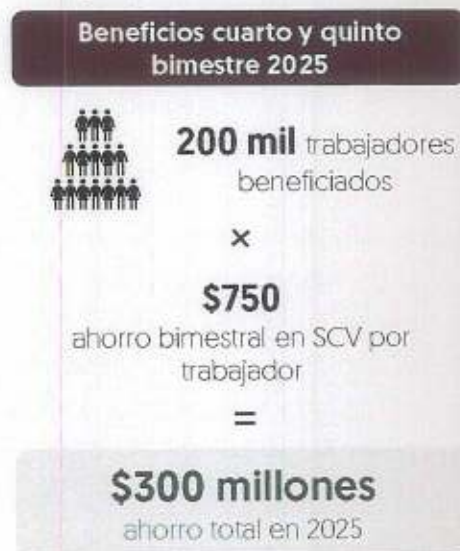 Beneficios cuarto y quinto
bimestre 2025
200 mil trabajadores
beneficiados
×
$750
ahorro bimestral en SCV por
trabajador
=
$300 millones
ahorro total en 2025